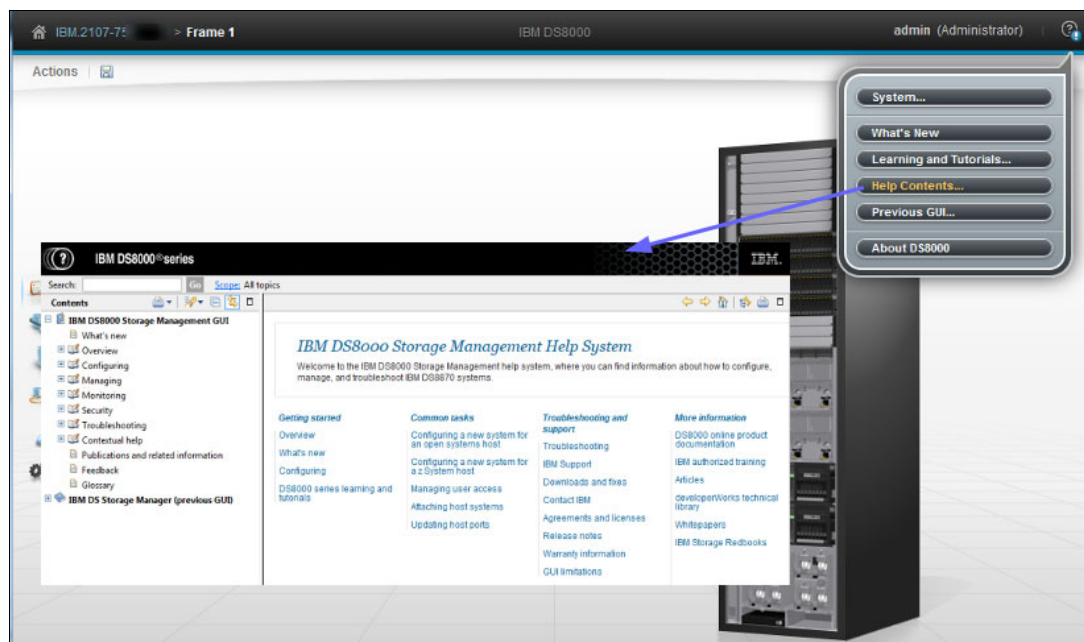 IBM.2107-75 > Frame 1
IBM DS8000
admin (Administrator)
Actions
System...
What's New
Learning and Tutorials...
Help Contents...
Previous GUI...
About DS8000
IBM DS8000® series
IBM.
Search:
Go
Scope: All topics
Contents
IBM DS8000 Storage Management GUI
What's new
Overview
Configuring
Managing
Monitoring
Security
Troubleshooting
Contextual help
Publications and related information
Feedback
Glossary
IBM DS Storage Manager (previous GUI)
IBM DS8000 Storage Management Help System
Welcome to the IBM DS8000 Storage Management help system, where you can find information about how to configure,
manage, and troubleshoot IBM DS8870 systems.
Getting started
Overview
What's new
Configuring
DS8000 series learning and
tutorials
Common tasks
Configuring a new system for
an open systems host
Configuring a new system for
a z System host
Managing user access
Attaching host systems
Updating host ports
Troubleshooting and
support
Troubleshooting
IBM Support
Downloads and fixes
Contact IBM
Agreements and licenses
Release notes
Warranty information
GUI limitations
More information
DS8000 online product
documentation
IBM authorized training
Articles
developerWorks technical
library
Whitepapers
IBM Storage Redbooks